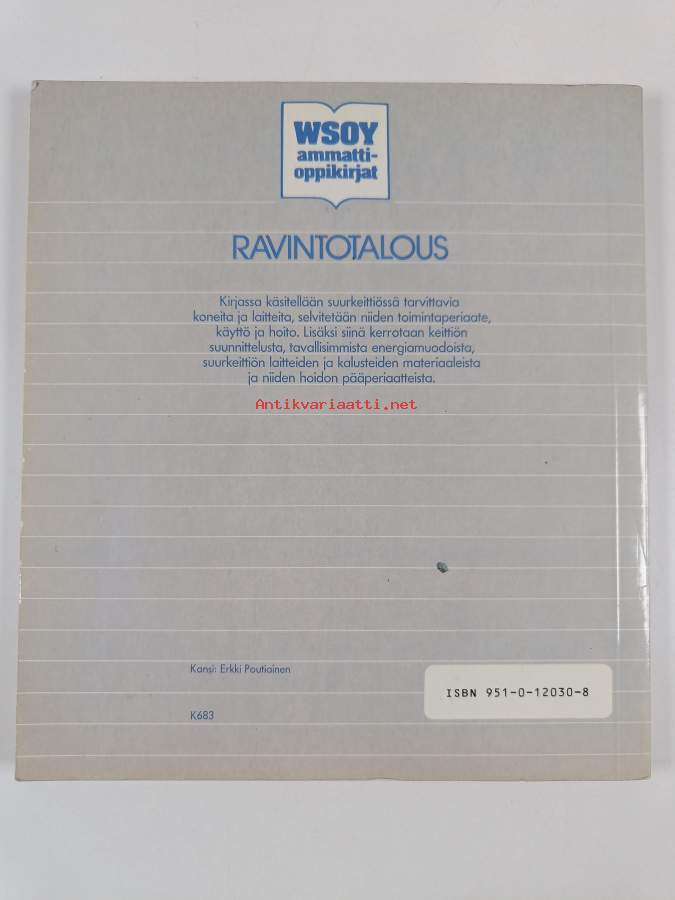 WSOY
ammatti-
oppikirjat
RAVINTOTALOUS
Kirjassa käsitellään suurkeittiössä tarvittavia
koneita ja laitteita, selvitetään niiden toimintaperiaate,
käyttö ja hoito. Lisäksi siinä kerrotaan keittiön
suunnittelusta, tavallisimmista energiamuodoista,
suurkeittiön laitteiden ja kalusteiden materiaaleista
ja niiden hoidon pääperiaatteista.
Antikvariaatti.net
Kansi: Erkki Poutiainen
ISBN 951-0-12030-8
K683